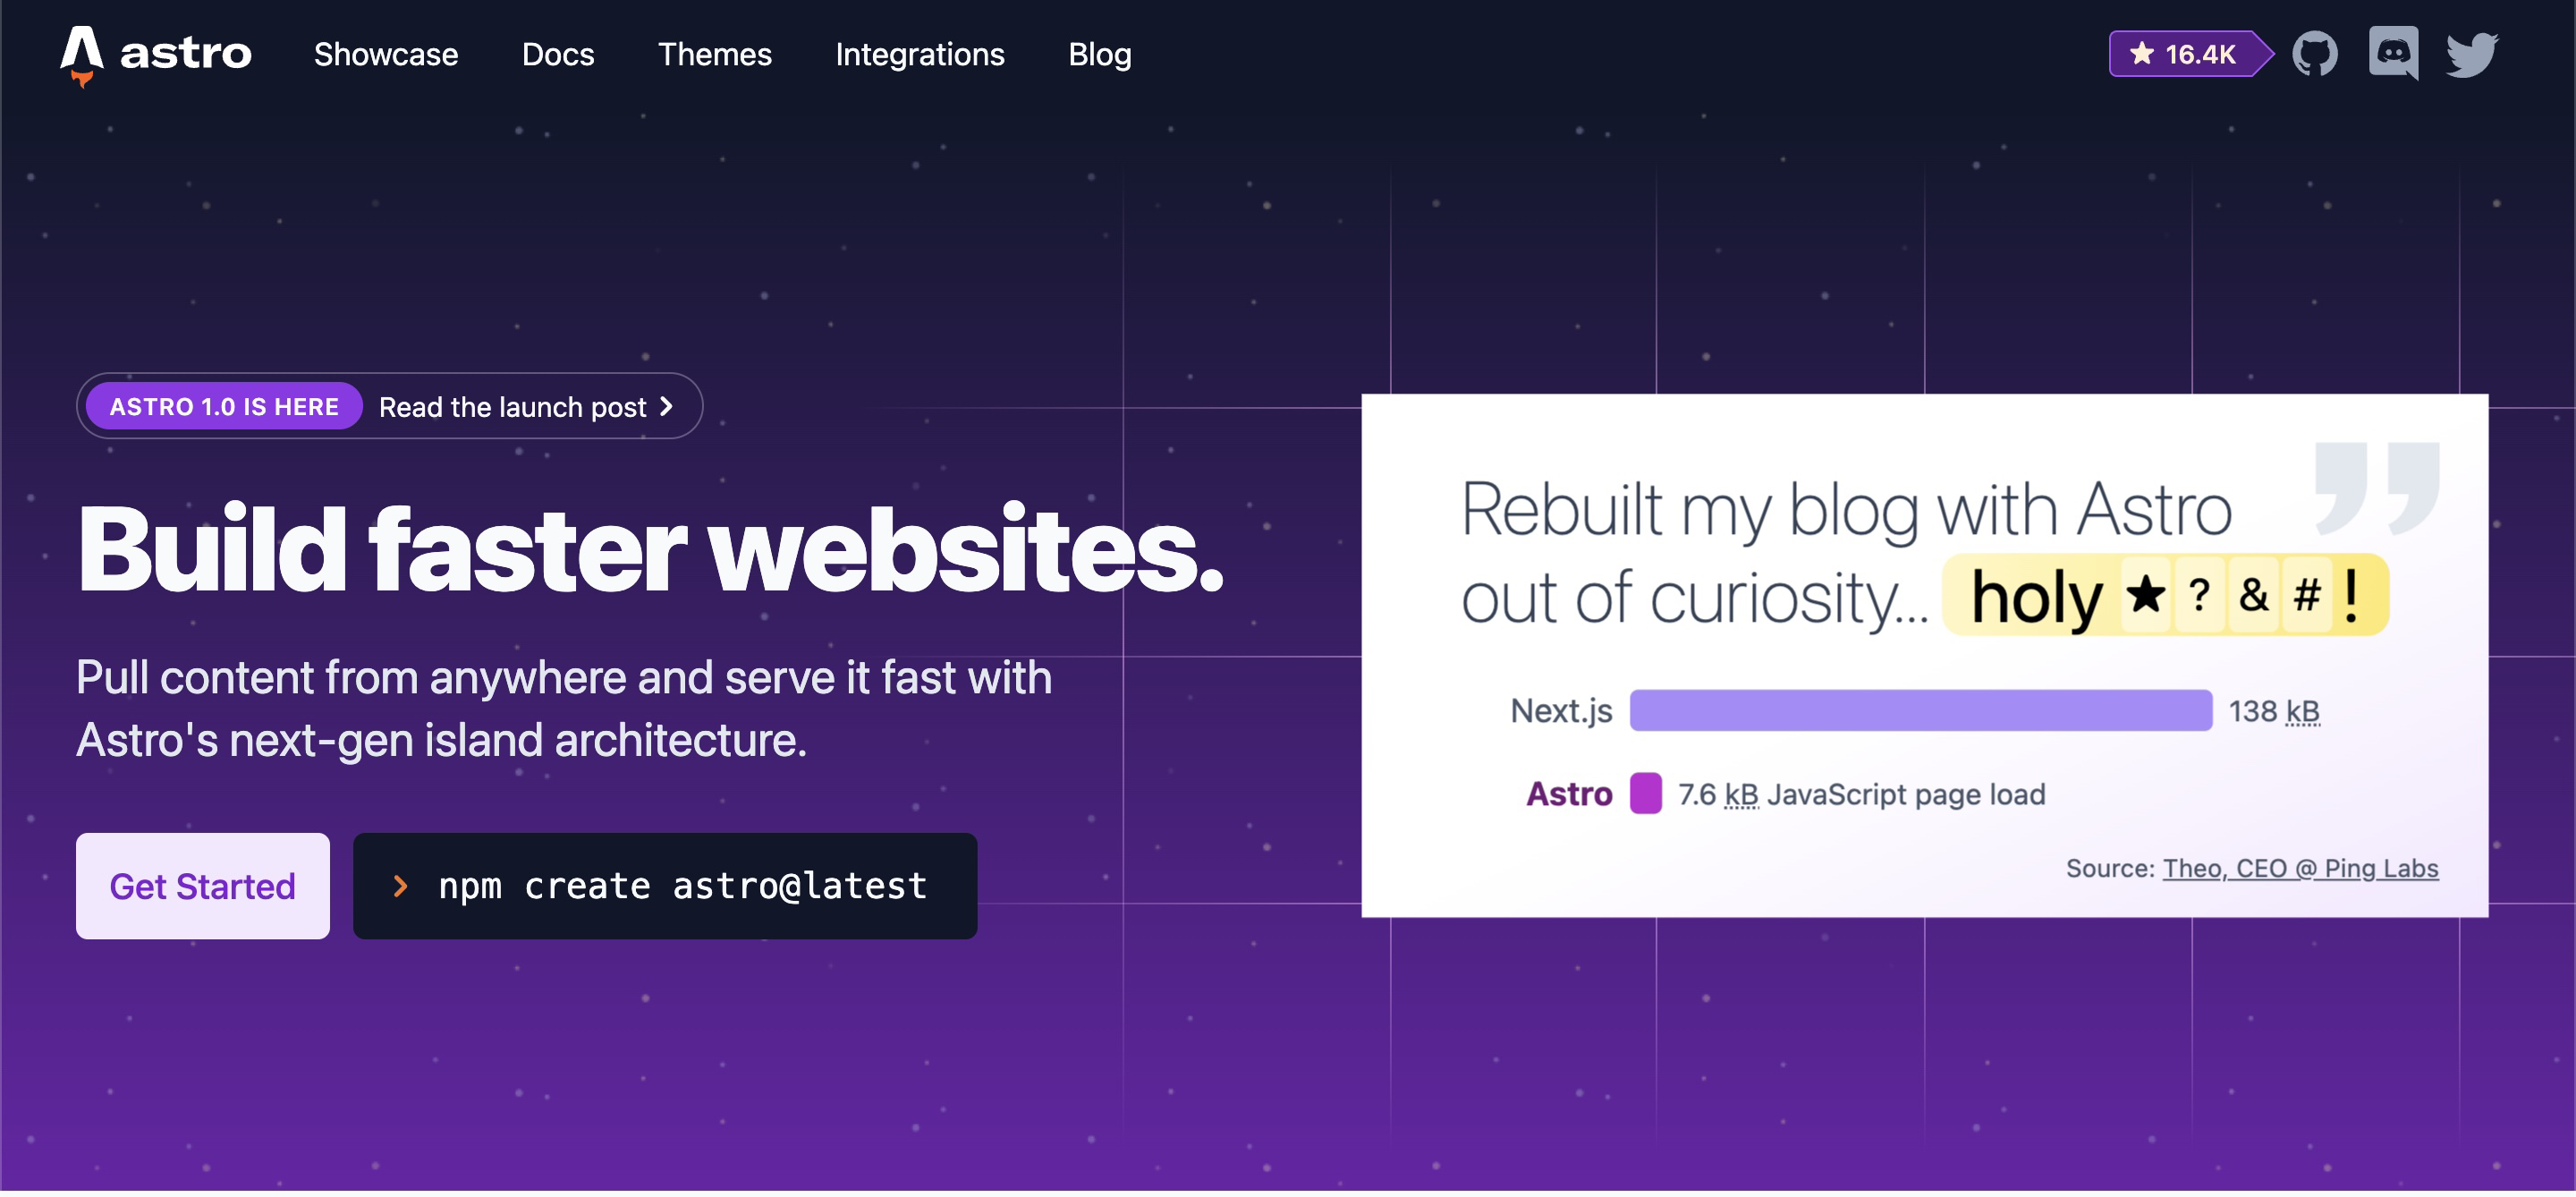 astro
Showcase
Docs
Themes
Integrations
Blog
★ 16.4K
ASTRO 1.0 IS HERE
Read the launch post
Build faster websites.
Pull content from anywhere and serve it fast with
Astro's next-gen island architecture.
Get Started
> npm create astro@latest
Rebuilt my blog with Astro ”
out of curiosity... holy ★?&#!
Next.js 138 kB
Astro 7.6 kB JavaScript page load
Source: Theo, CEO @ Ping Labs